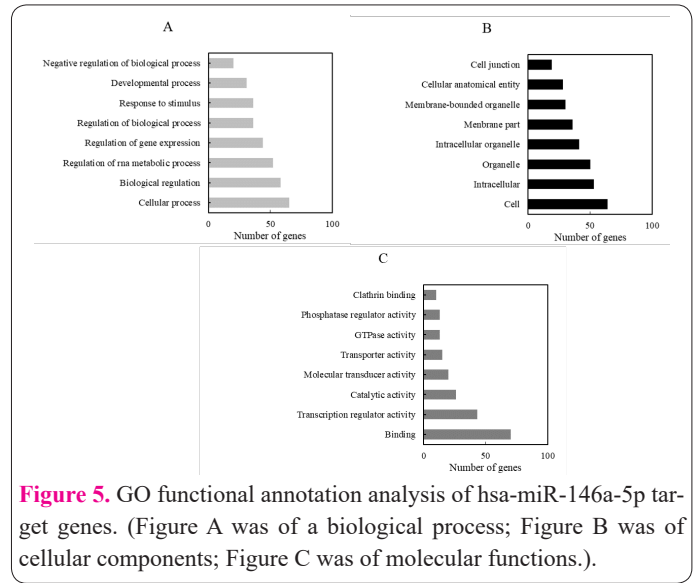 A
Negative regulation of biological process
Developmental process
Response to stimulus
Regulation of biological process
Regulation of gene expression
Regulation of rna metabolic process
Biological regulation
Cellular process
0 50 100
Number of genes
B
Cell junction
Cellular anatomical entity
Membrane-bounded organelle
Menbrane part
Intracellular organelle
Organelle
Intracellular
Cell
0 50 100
Number of genes
C
Clathrin binding
Phosphatase regulator activity
GTPase activity
Transporter activity
Molecular transducer activity
Catalytic activity
Transcription regulator activity
Binding
0 50 100
Number of genes
Figure 5. GO functional annotation analysis of hsa-miR-146a-5p tar-
get genes. (Figure A was of a biological process; Figure B was of
cellular components; Figure C was of molecular functions.).